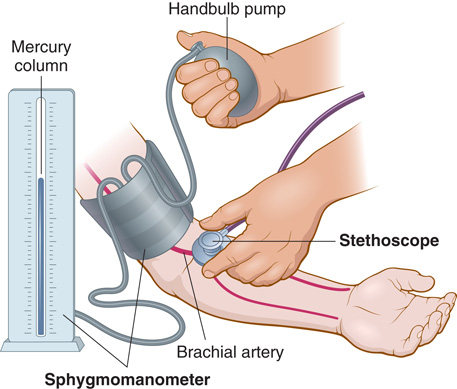 Handbulb pump
Mercury
column
Stethoscope
Brachial artery
Sphygmomanometer